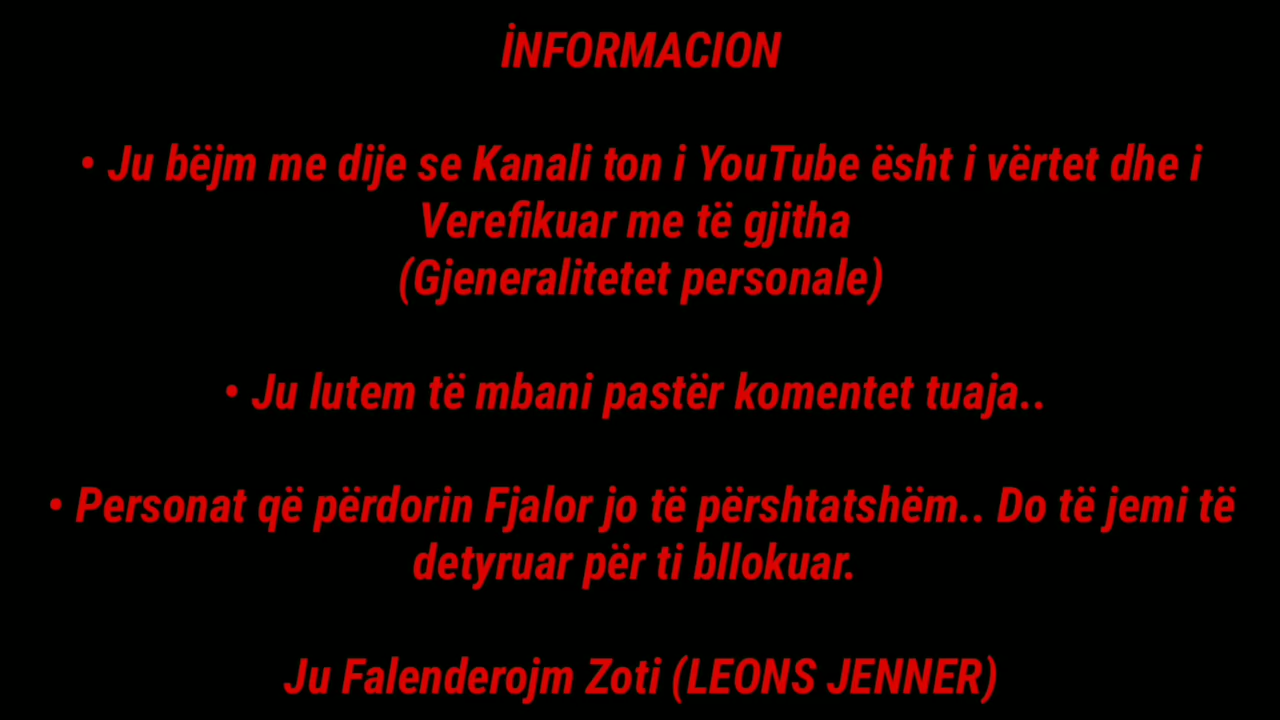 İNFORMACION
• Ju bëjm me dije se Kanali ton i YouTube ësht i vërtet dhe i
Verefikuar me të gjitha
(Gjeneralitetet personale)
• Ju lutem të mbani pastër komentet tuaja..
• Personat që përdorin Fjalor jo të përshtatshëm.. Do të jemi të
detyruar për ti bllokuar.
Ju Falenderojm Zoti (LEONS JENNER)